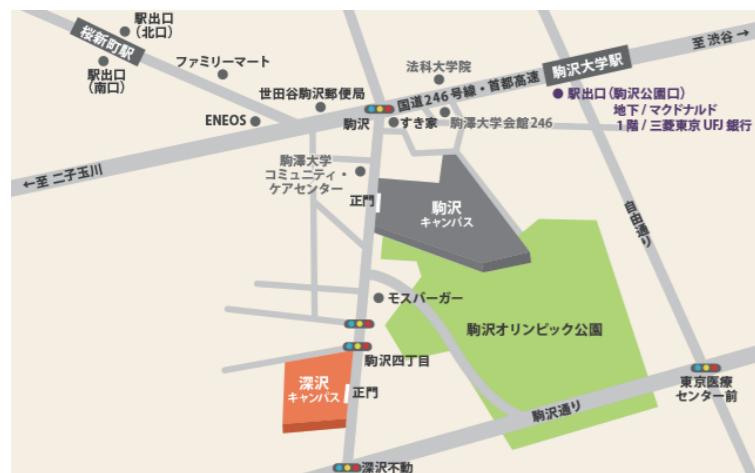 駅出口
（北口）
桜新町駅
駅出口
（南口）
ファミリーマート
世田谷駒沢郵便局
ENEOS
←至 二子玉川
法科大学院
国道246号線・首都高速
駒沢大学駅
至 渋谷→
駅出口（駒沢公園口）
地下/マクドナルド
1階/三菱東京UFJ銀行
駒沢
すき家
駒澤大学会館246
駒澤大学
コミュニティ・
ケアセンター
正門
駒沢
キャンパス
自由通り
モスバーガー
駒沢オリンピック公園
駒沢四丁目
深沢
キャンパス
正門
駒沢通り
東京医療
センター前
深沢不動